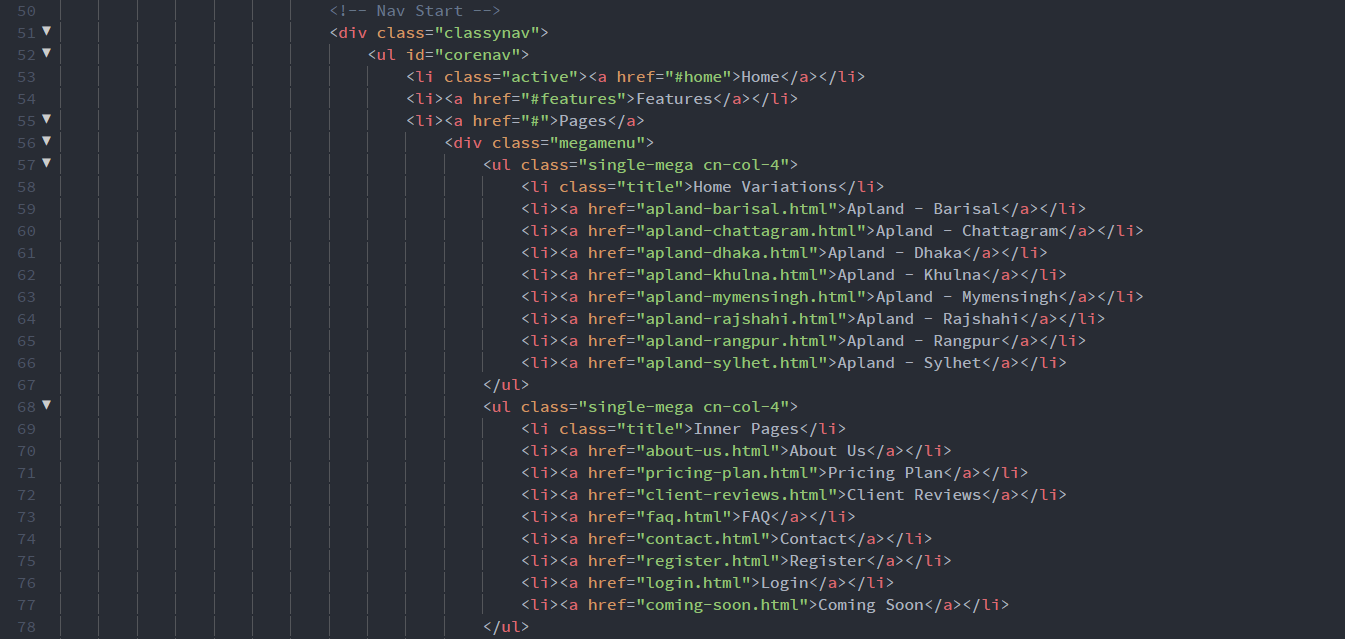 50 <!-- Nav Start -->
51 <div class="classynav">
52 <ul id="corenav">
53 <li class="active"><a href="#home">Home</a></li>
54 <li><a href="#features">Features</a></li>
55 <li><a href="#">Pages</a>
56 <div class="megamenu">
57 <ul class="single-mega cn-col-4">
58 <li class="title">Home Variations</li>
59 <li><a href="apland-barisal.html">Apland - Barisal</a></li>
60 <li><a href="apland-chattagram.html">Apland - Chattagram</a></li>
61 <li><a href="apland-dhaka.html">Apland - Dhaka</a></li>
62 <li><a href="apland-khulna.html">Apland - Khulna</a></li>
63 <li><a href="apland-mymensingh.html">Apland - Mymensingh</a></li>
64 <li><a href="apland-rajshahi.html">Apland - Rajshahi</a></li>
65 <li><a href="apland-rangpur.html">Apland - Rangpur</a></li>
66 <li><a href="apland-sylhet.html">Apland - Sylhet</a></li>
67 </ul>
68 <ul class="single-mega cn-col-4">
69 <li class="title">Inner Pages</li>
70 <li><a href="about-us.html">About Us</a></li>
71 <li><a href="pricing-plan.html">Pricing Plan</a></li>
72 <li><a href="client-reviews.html">Client Reviews</a></li>
73 <li><a href="faq.html">FAQ</a></li>
74 <li><a href="contact.html">Contact</a></li>
75 <li><a href="register.html">Register</a></li>
76 <li><a href="login.html">Login</a></li>
77 <li><a href="coming-soon.html">Coming Soon</a></li>
78 </ul>